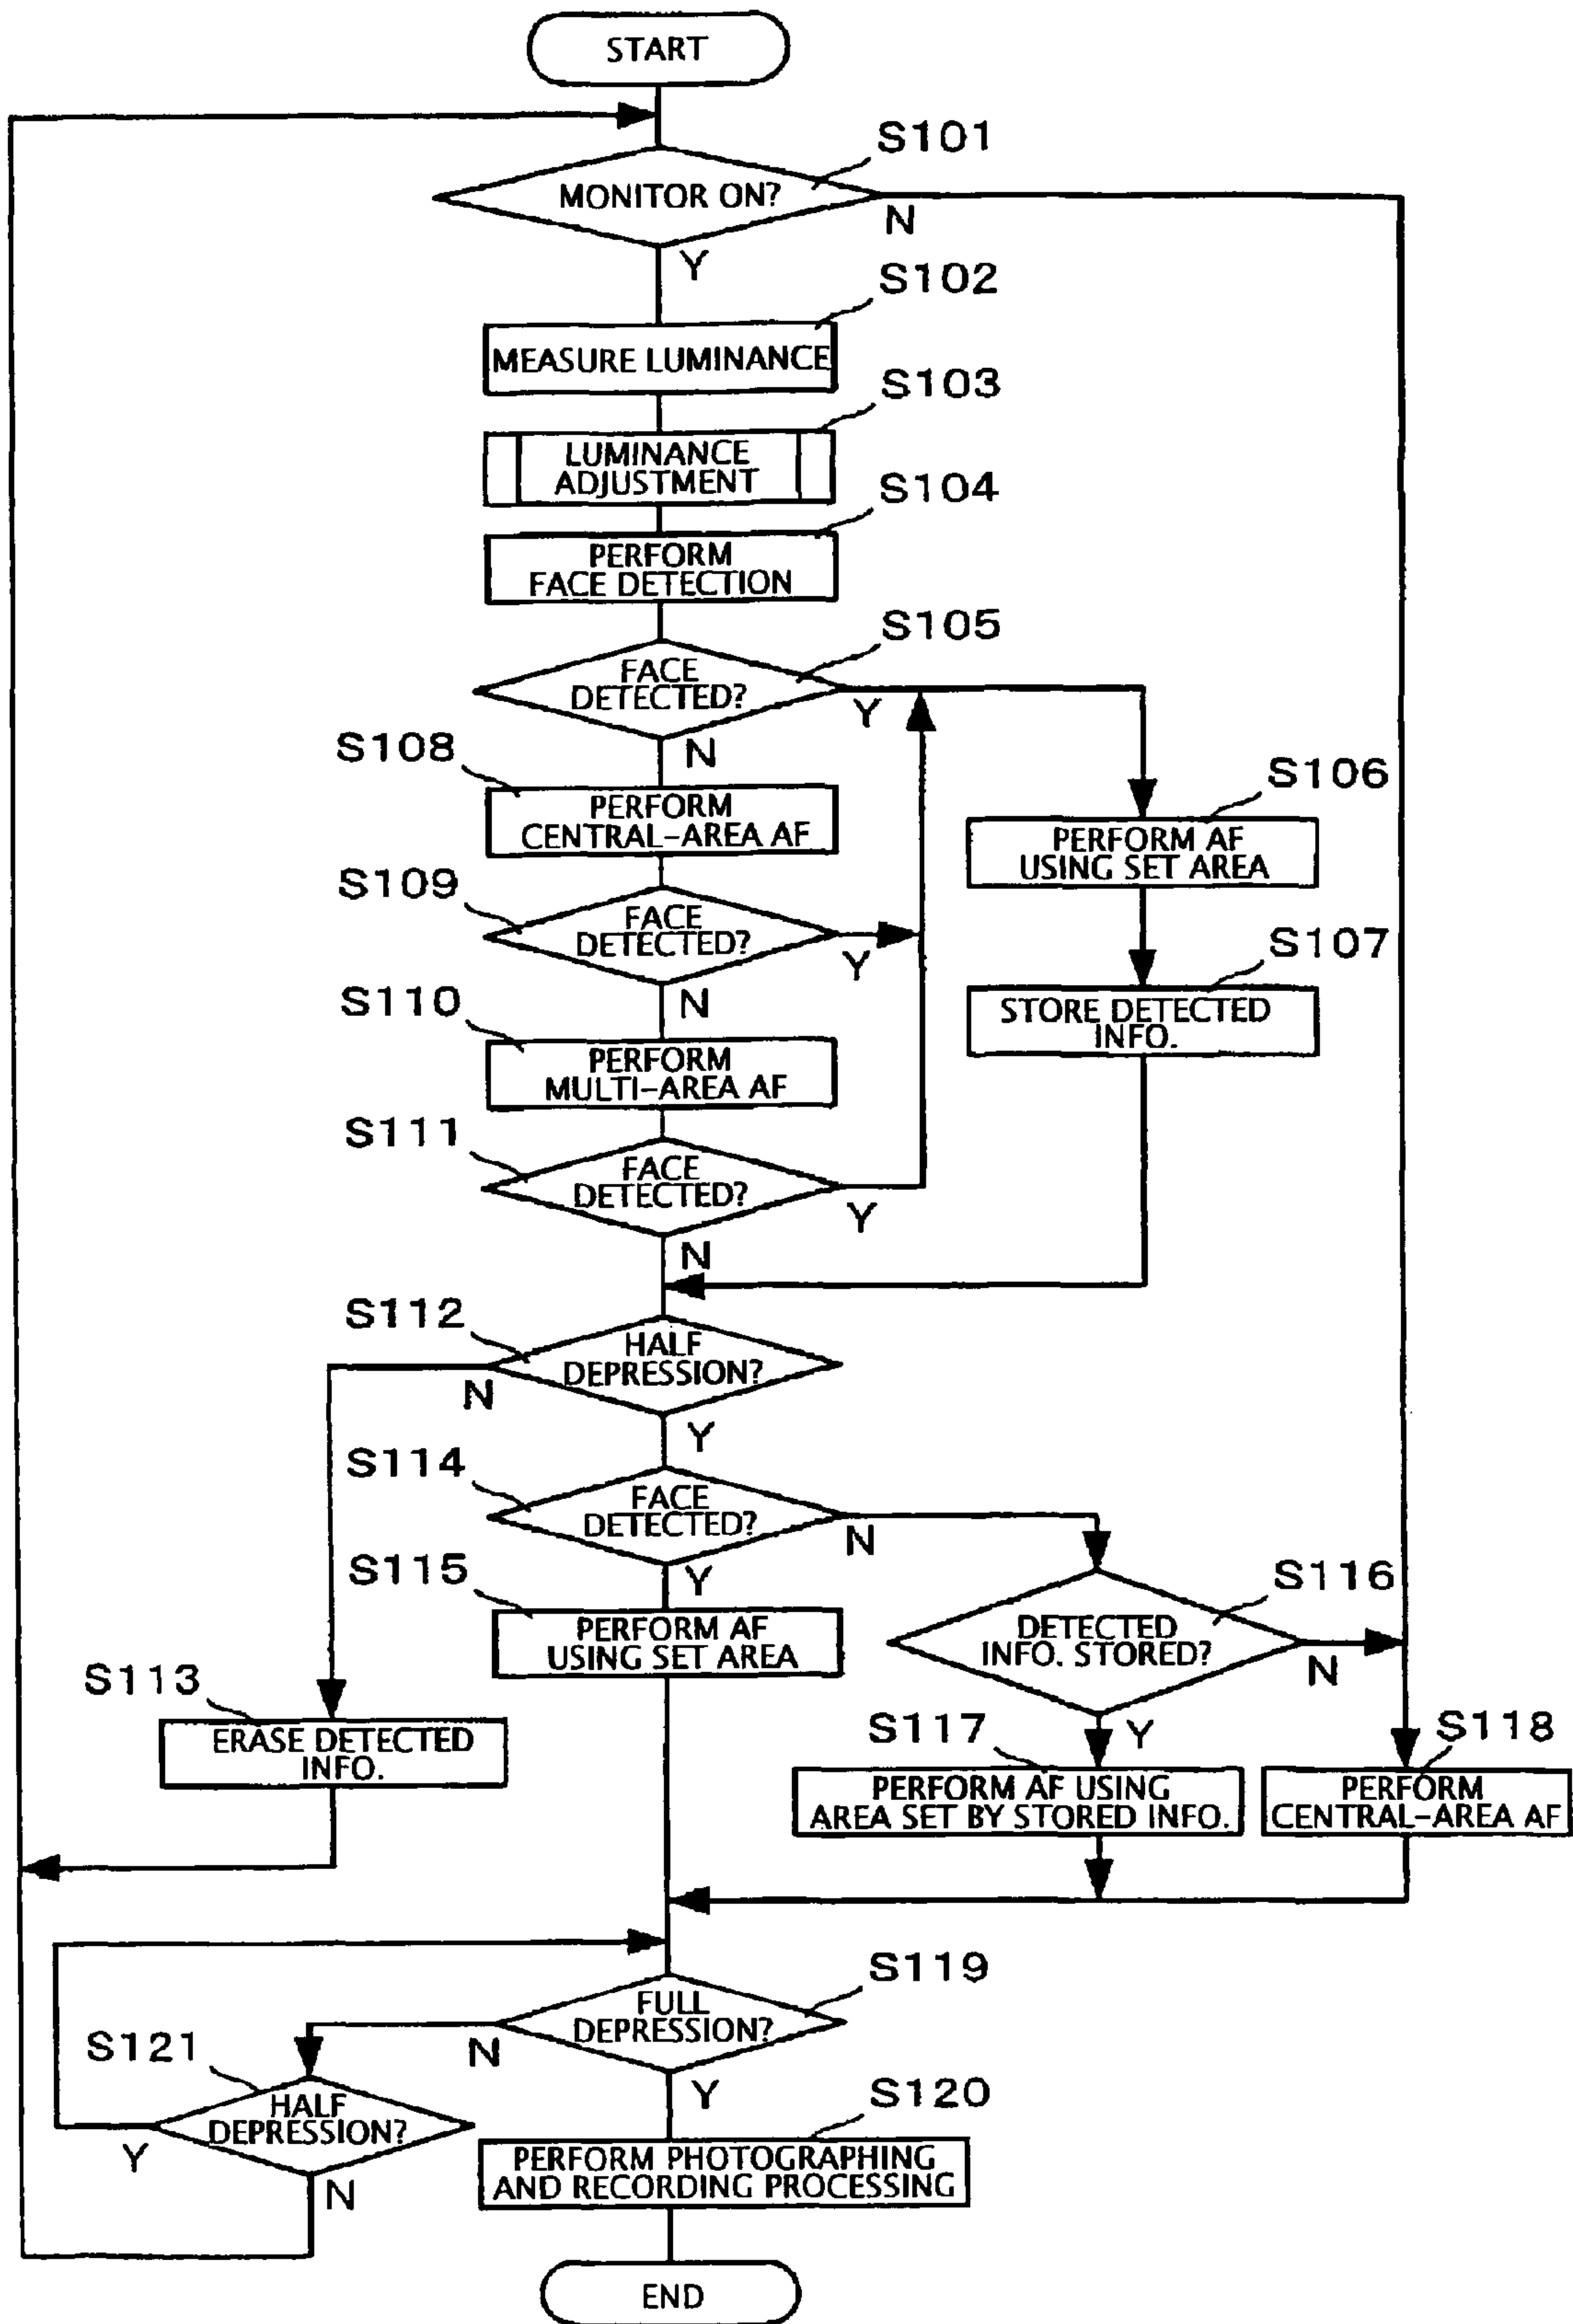 START
S101
MONITOR ON?
N
Y
S102
MEASURE LUMINANCE
S103
LUMINANCE
ADJUSTMENT
S104
PERFORM
FACE DETECTION
S105
FACE
DETECTED?
Y
N
S108
PERFORM
CENTRAL-AREA AF
S106
PERFORM AF
USING SET AREA
S109
FACE
DETECTED?
Y
N
S107
STORE DETECTED
INFO.
S110
PERFORM
MULTI-AREA AF
S111
FACE
DETECTED?
Y
N
S112
HALF
DEPRESSION?
N
Y
S114
FACE
DETECTED?
N
Y
S115
PERFORM AF
USING SET AREA
S116
DETECTED
INFO. STORED?
N
Y
S113
ERASE DETECTED
INFO.
S117
PERFORM AF USING
AREA SET BY STORED INFO.
S118
PERFORM
CENTRAL-AREA AF
S119
FULL
DEPRESSION?
N
Y
S121
HALF
DEPRESSION?
Y
N
S120
PERFORM PHOTOGRAPHING
AND RECORDING PROCESSING
END